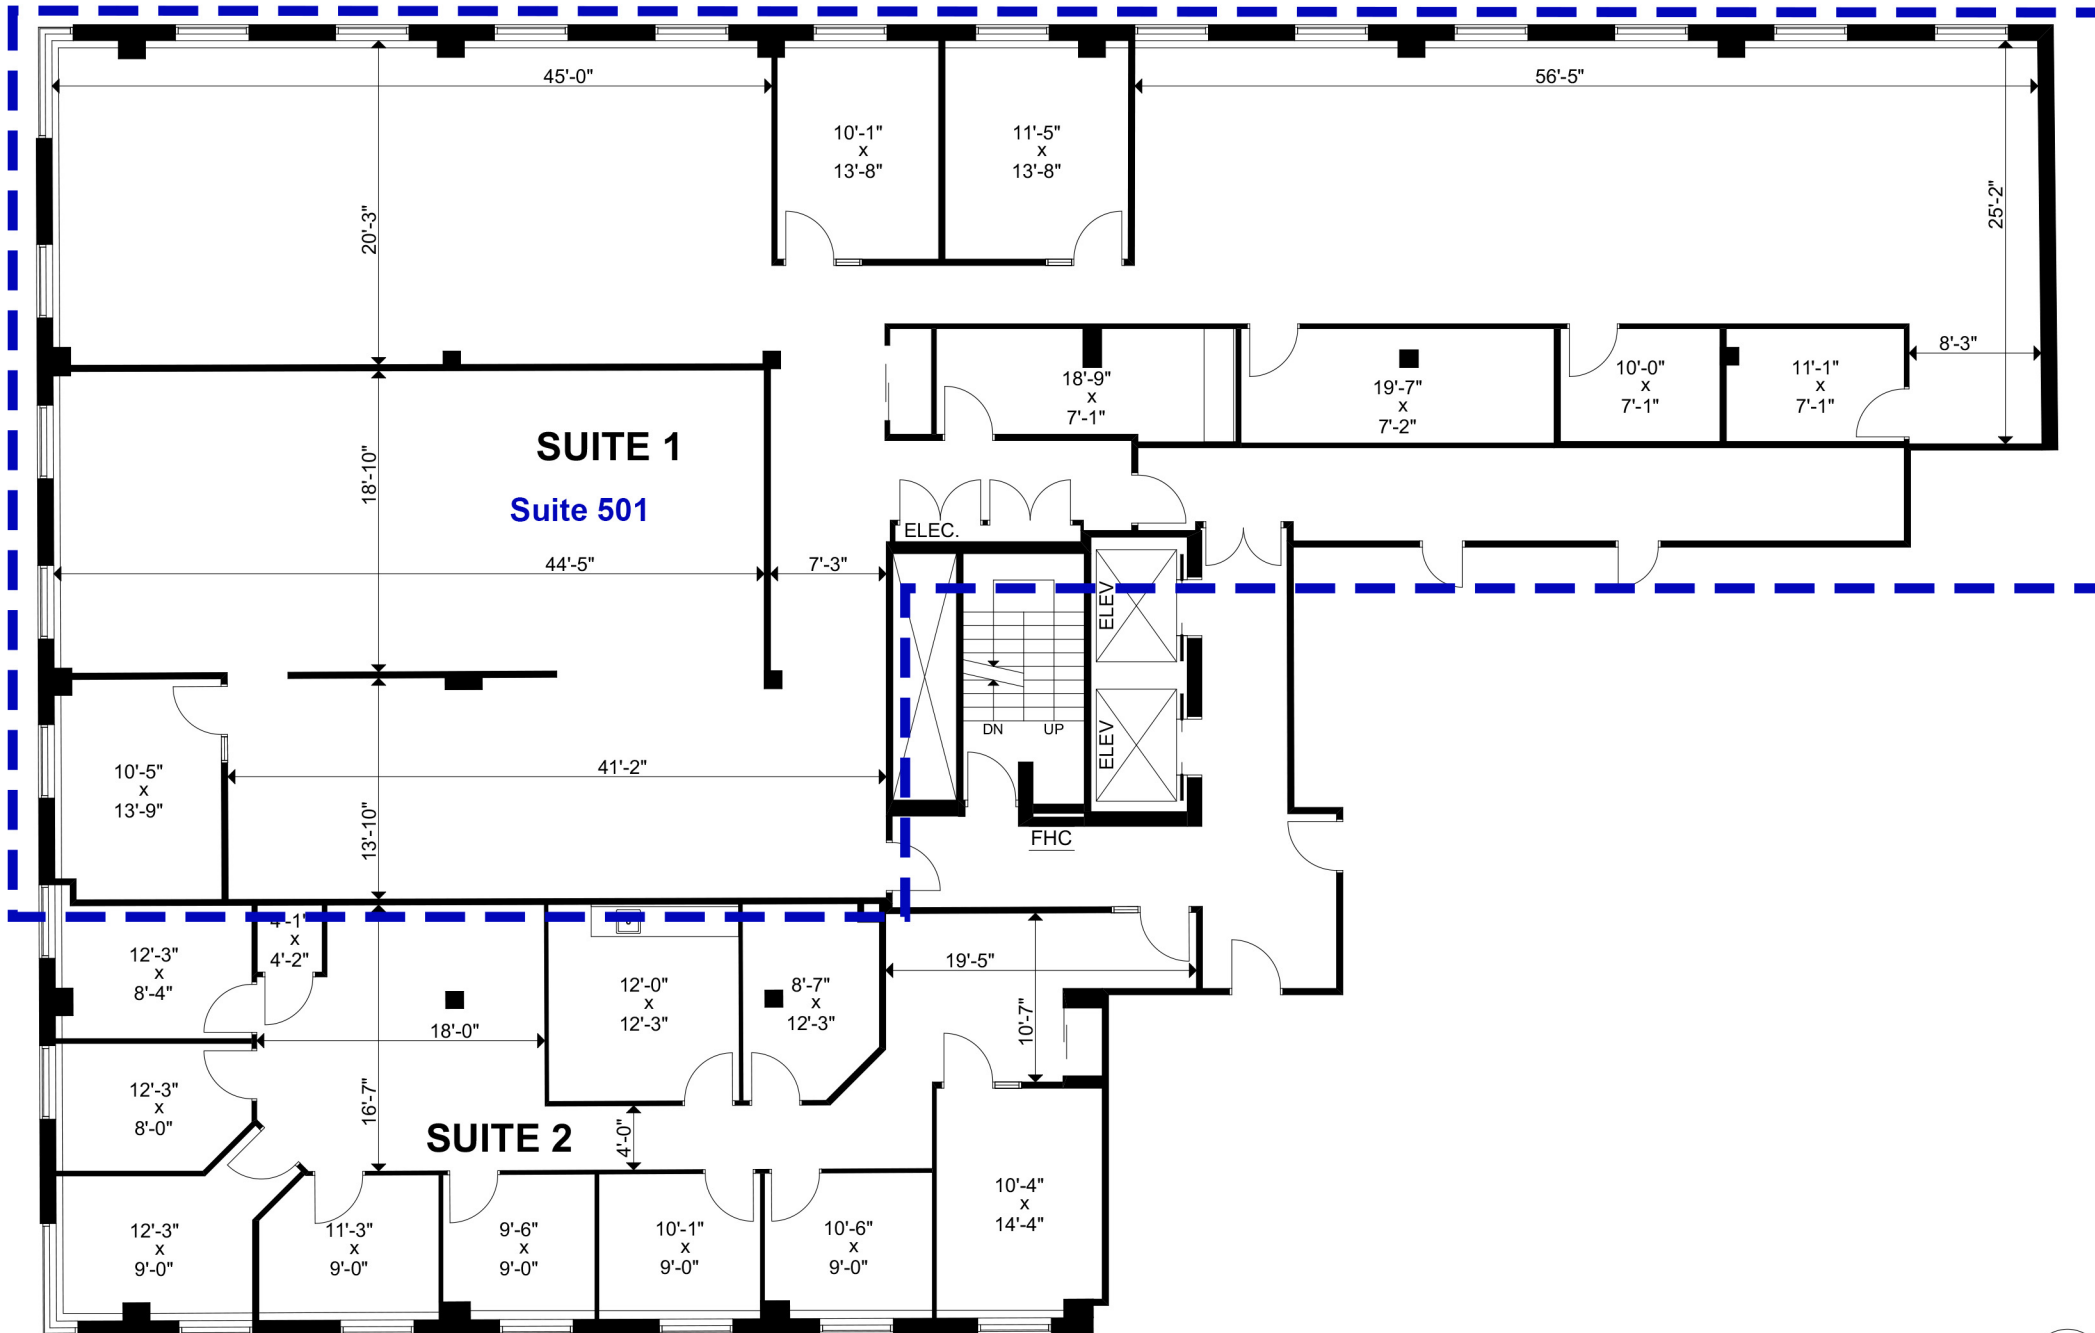 45'-0"
56'-5"
10'-1"
x
13'-8"
11'-5"
x
13'-8"
20'-3"
25'-2"
18'-9"
x
7'-1"
19'-7"
x
7'-2"
10'-0"
x
7'-1"
11'-1"
x
7'-1"
8'-3"
SUITE 1
Suite 501
18'-10"
ELEC.
44'-5"
7'-3"
ELEV
ELEV
DN
UP
10'-5"
x
13'-9"
41'-2"
13'-10"
FHC
12'-3"
x
8'-4"
4'-1"
x
4'-2"
18'-0"
12'-0"
x
12'-3"
8'-7"
x
12'-3"
19'-5"
10'-7"
12'-3"
x
8'-0"
16'-7"
SUITE 2
4'-0"
12'-3"
x
9'-0"
11'-3"
x
9'-0"
9'-6"
x
9'-0"
10'-1"
x
9'-0"
10'-6"
x
9'-0"
10'-4"
x
14'-4"